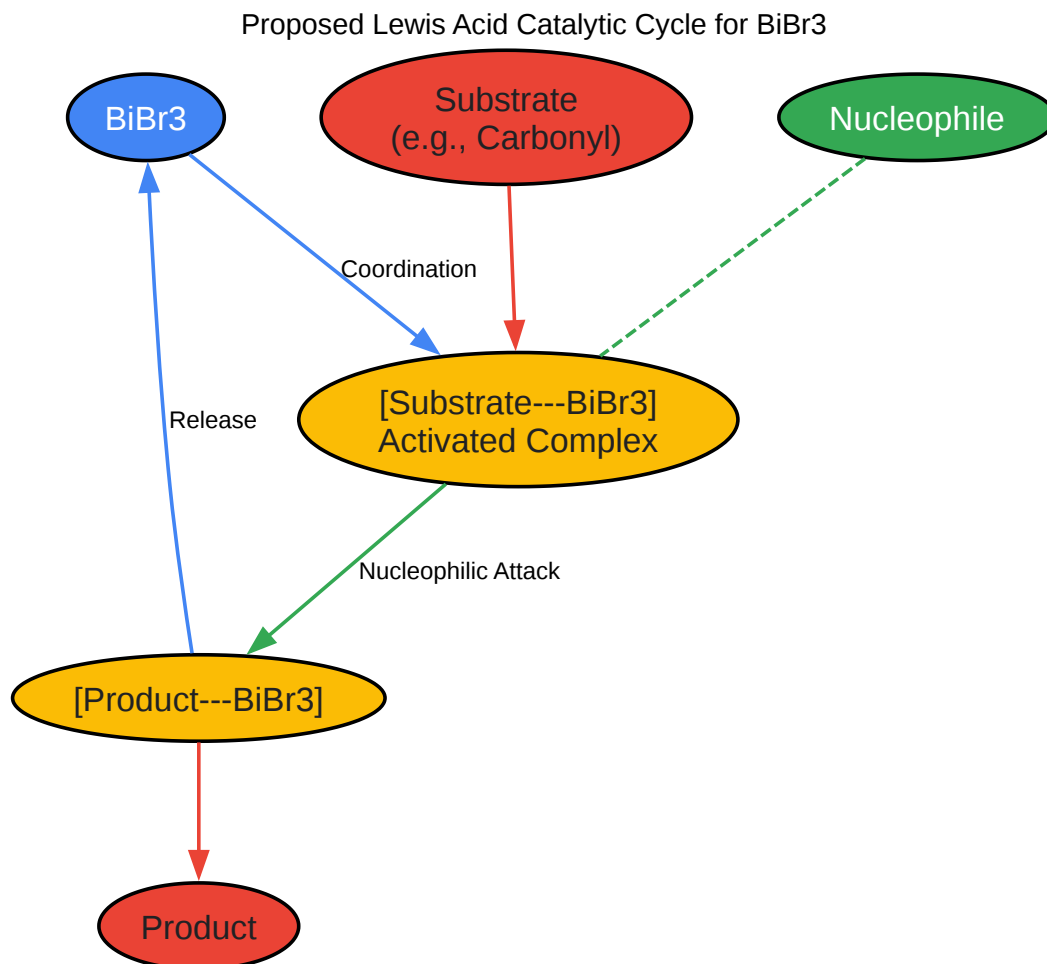 Proposed Lewis Acid Catalytic Cycle for BiBr3
BiBr3
Substrate
(e.g., Carbonyl)
Nucleophile
Coordination
[Substrate---BiBr3]
Activated Complex
Release
Nucleophilic Attack
[Product---BiBr3]
Product